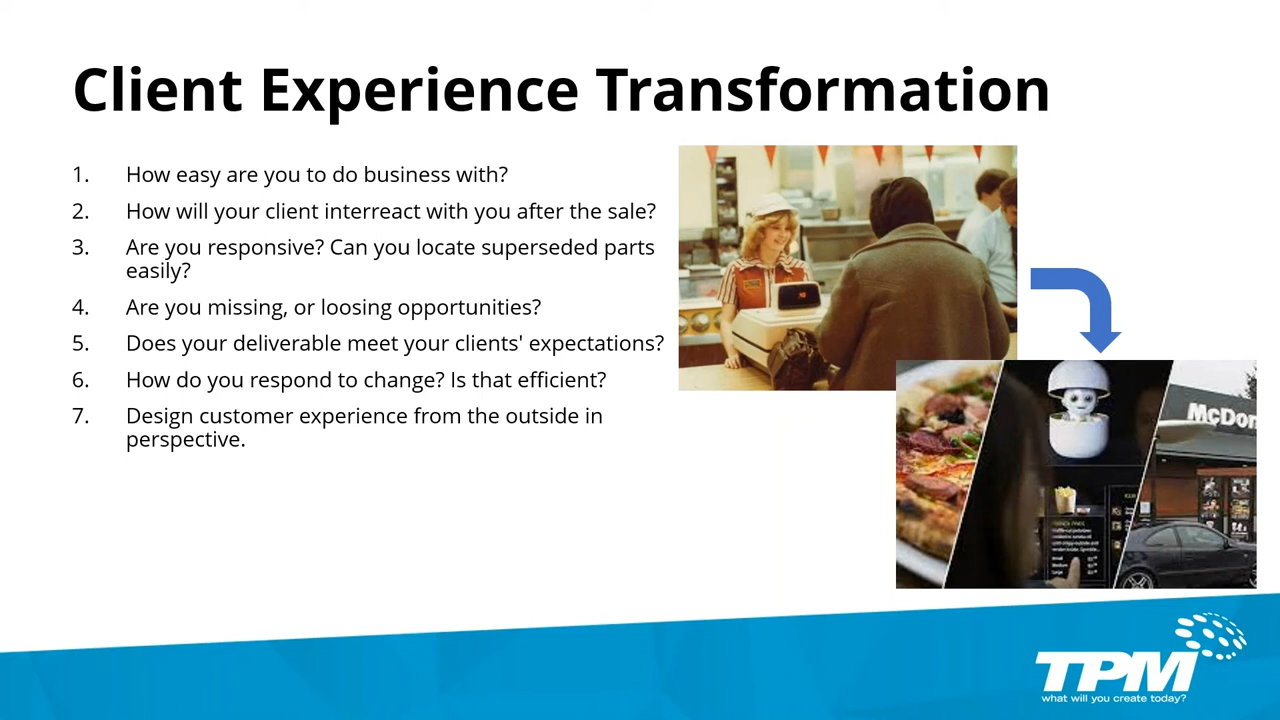 Client Experience Transformation
1. How easy are you to do business with?
2. How will your client interreact with you after the sale?
3. Are you responsive? Can you locate superseded parts
easily?
4. Are you missing, or loosing opportunities?
5. Does your deliverable meet your clients' expectations?
6. How do you respond to change? Is that efficient?
7. Design customer experience from the outside in
perspective.
McDon
TPM
what will you create today?